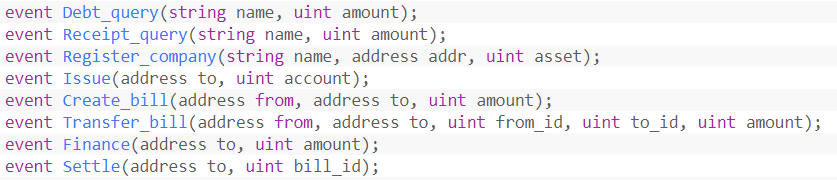 event Debt_query(string name, uint amount);
event Receipt_query(string name, uint amount);
event Register_company(string name, address addr, uint asset);
event Issue(address to, uint account);
event Create_bill(address from, address to, uint amount);
event Transfer_bill(address from, address to, uint from_id, uint to_id, uint amount);
event Finance(address to, uint amount);
event Settle(address to, uint bill_id);